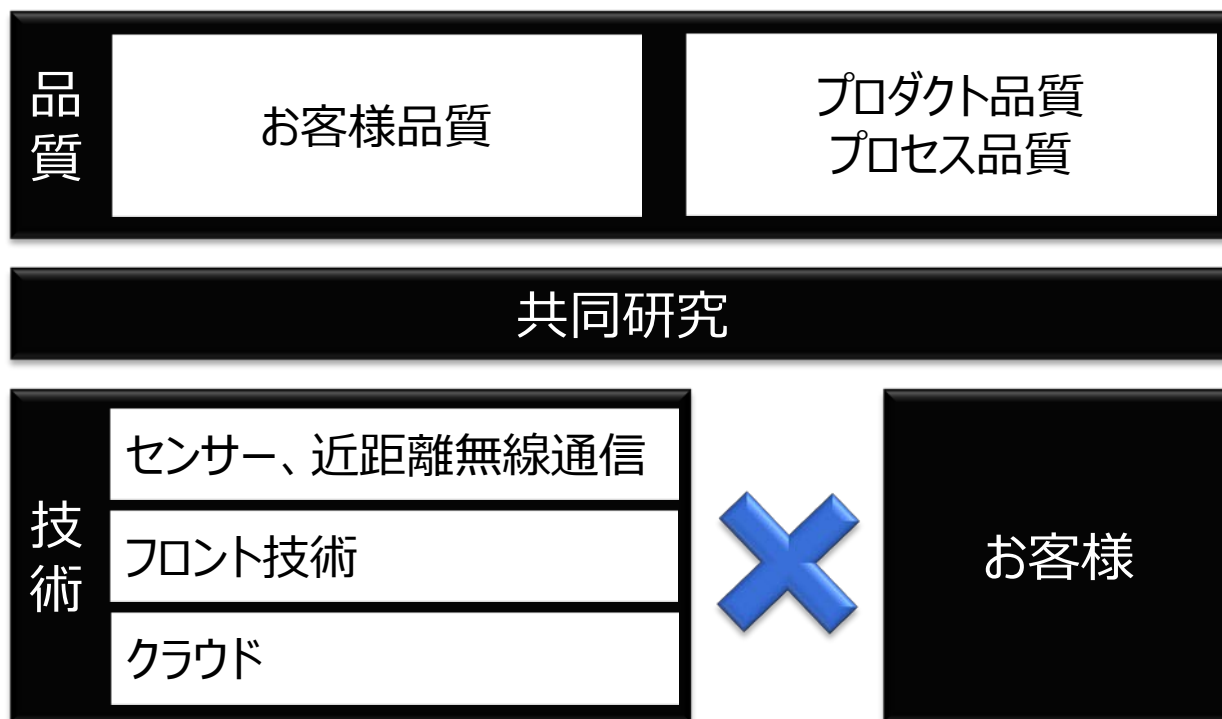 品質
お客様品質
プロダクト品質
プロセス品質
共同研究
技術
センサー、近距離無線通信
フロント技術
クラウド
お客様